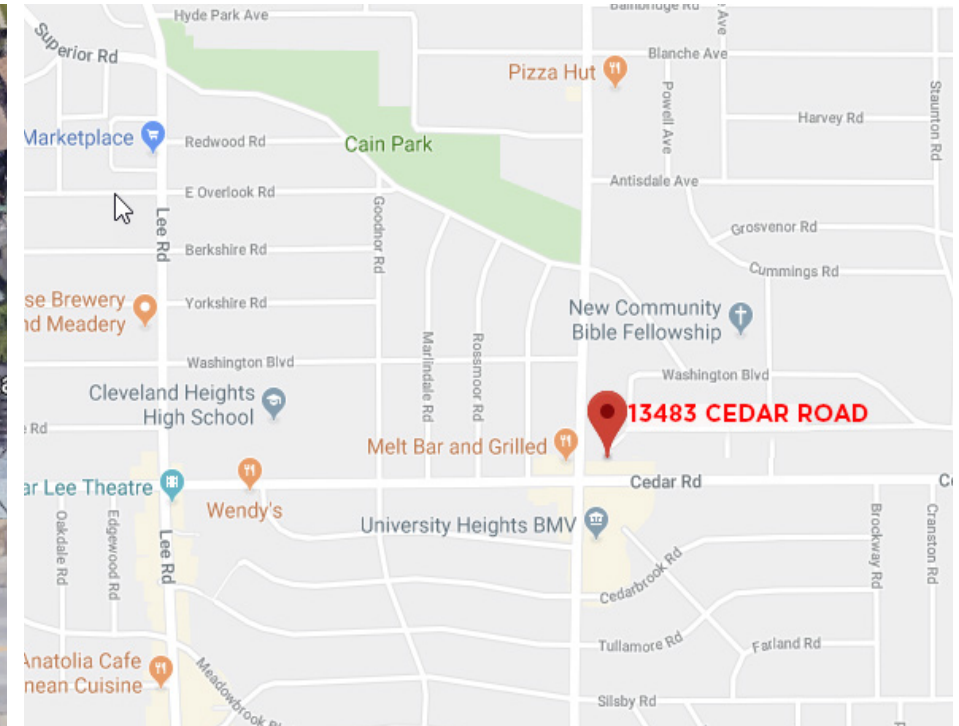 Hyde Park Ave
Bainbridge Rd
Ave
Superior Rd
Blanche Ave
Pizza Hut
Powell Ave
Staunton Rd
Harvey Rd
Marketplace
Redwood Rd
Cain Park
E Overlook Rd
Antisdale Ave
Lee Rd
Goodnor Rd
Berkshire Rd
Grosvenor Rd
Cummings Rd
se Brewery
nd Meadery
Yorkshire Rd
New Community
Bible Fellowship
Marlindale Rd
Rossmoor Rd
Washington Blvd
Washington Blvd
Cleveland Heights
High School
13483 CEDAR ROAD
e Rd
Melt Bar and Grilled
ar Lee Theatre
Wendy's
Cedar Rd
University Heights BMV
Oakdale Rd
Edgewood Rd
Lee Rd
Brockway Rd
Cranston Rd
Cedarbrook Rd
Tullamore Rd
Farland Rd
Anatolia Cafe
nean Cuisine
Meadowbrook
Silsby Rd